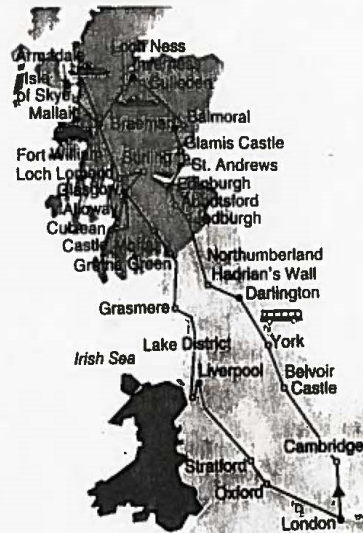 Loch Ness
Armadale
Inverness
Isle
Culloden
of Skye
Mallaig
Balmoral
Braemar
Glamis Castle
Fort William
Stirling
St. Andrews
Loch Lomond
Edinburgh
Glasgow
Abbotsford
Alloway
Jedburgh
Culzean
Castle Moffat
Gretna Green
Northumberland
Hadrian's Wall
Darlington
Grasmere
Lake District
York
Irish Sea
Liverpool
Belvoir
Castle
Cambridge
Stratford
Oxford
London